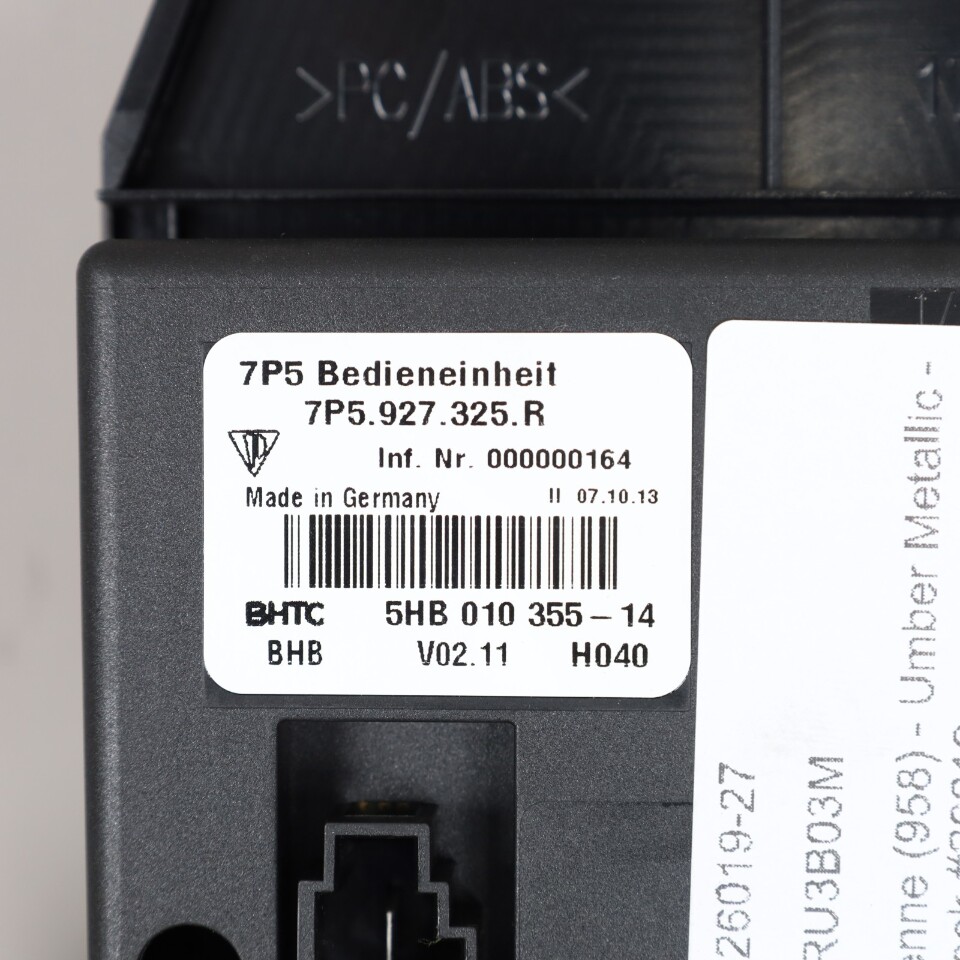 >PC/ABS<
7P5 Bedieneinheit
7P5.927.325.R
Inf. Nr. 000000164
Made in Germany II 07.10.13
BHTC 5HB 010 355 – 14
BHB V02.11 H040
26019-27
RU3B03M
(958) - Umber Metallic -